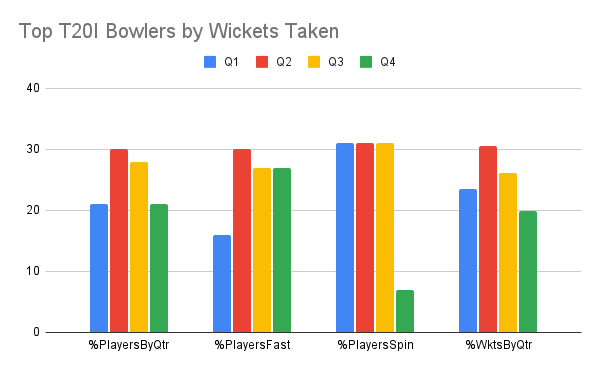 Top T20I Bowlers by Wickets Taken
Q1 Q2 Q3 Q4
40
30
20
10
0
%PlayersByQtr %PlayersFast %PlayersSpin %WktsByQtr